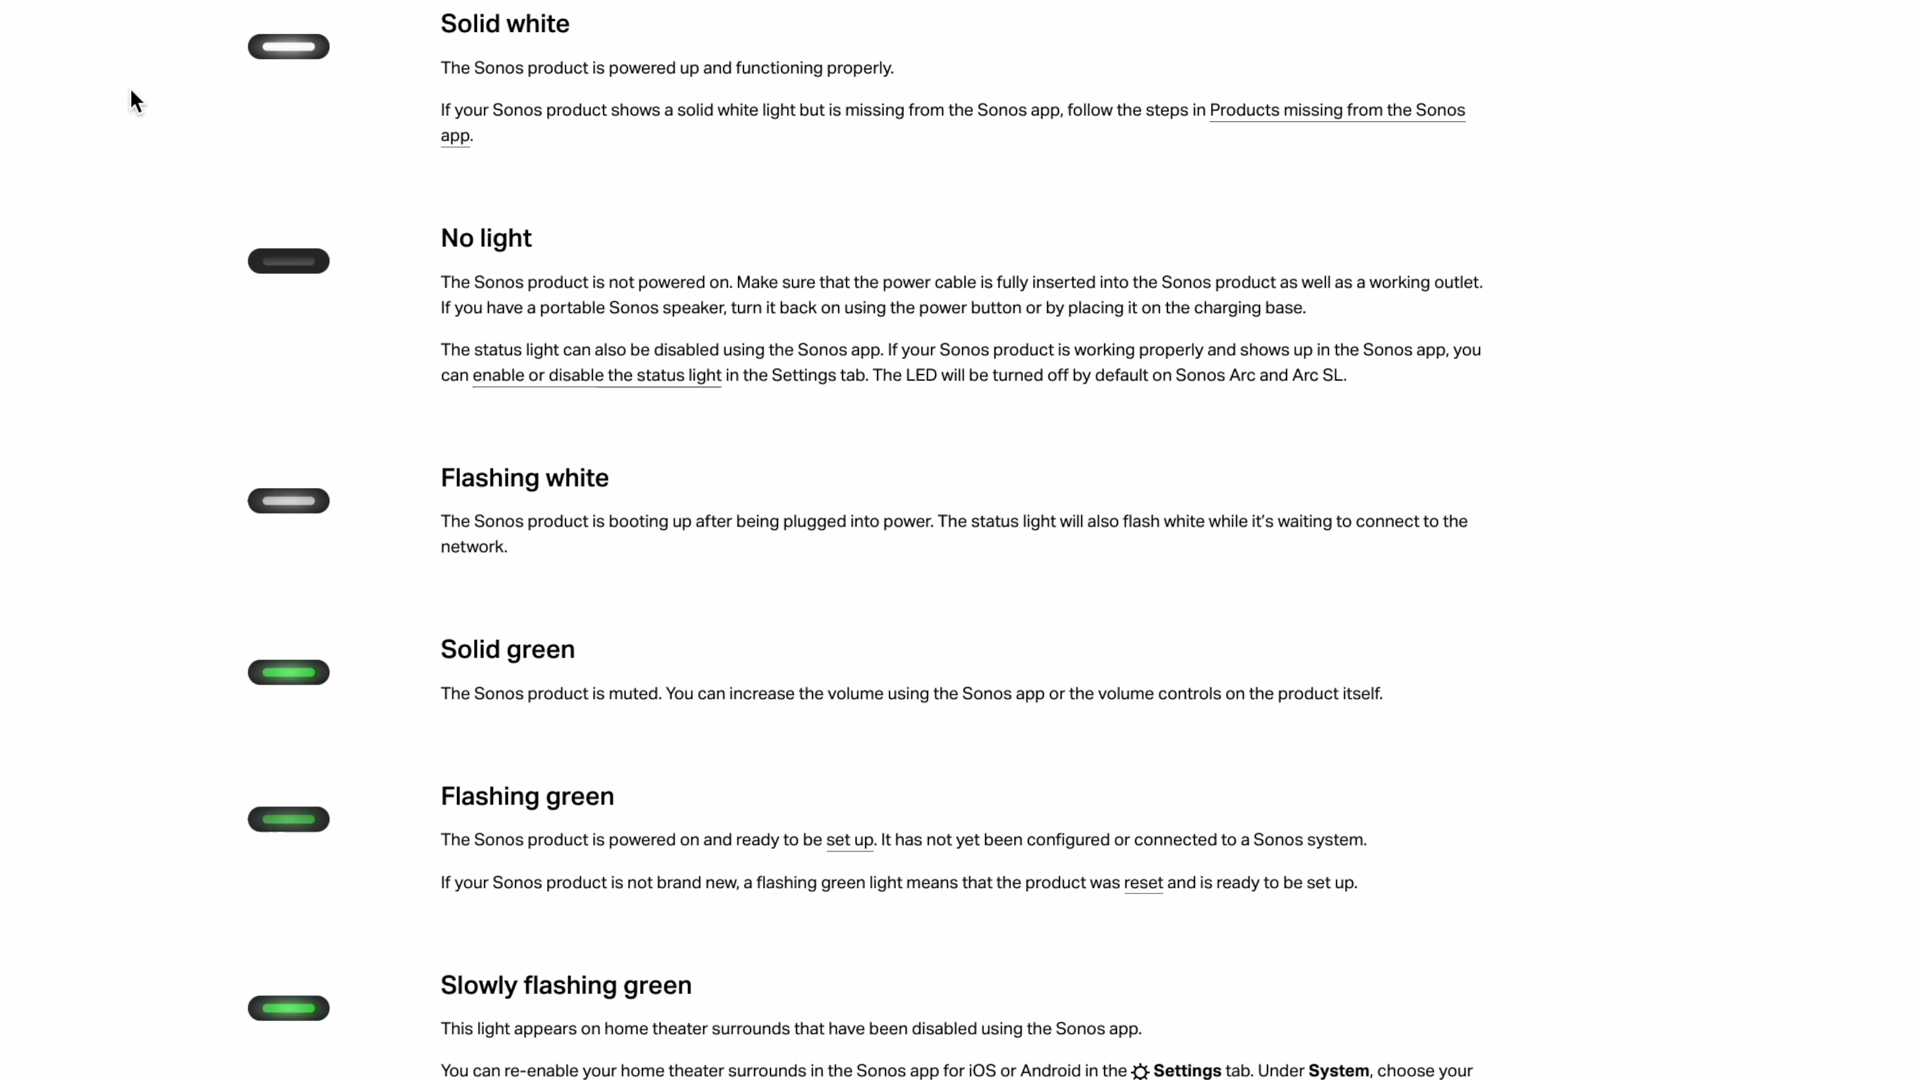 Solid white
The Sonos product is powered up and functioning properly.
If your Sonos product shows a solid white light but is missing from the Sonos app, follow the steps in Products missing from the Sonos
app.
No light
The Sonos product is not powered on. Make sure that the power cable is fully inserted into the Sonos product as well as a working outlet.
If you have a portable Sonos speaker, turn it back on using the power button or by placing it on the charging base.
The status light can also be disabled using the Sonos app. If your Sonos product is working properly and shows up in the Sonos app, you
can enable or disable the status light in the Settings tab. The LED will be turned off by default on Sonos Arc and Arc SL.
Flashing white
The Sonos product is booting up after being plugged into power. The status light will also flash white while it’s waiting to connect to the
network.
Solid green
The Sonos product is muted. You can increase the volume using the Sonos app or the volume controls on the product itself.
Flashing green
The Sonos product is powered on and ready to be set up. It has not yet been configured or connected to a Sonos system.
If your Sonos product is not brand new, a flashing green light means that the product was reset and is ready to be set up.
Slowly flashing green
This light appears on home theater surrounds that have been disabled using the Sonos app.
You can re-enable your home theater surrounds in the Sonos app for iOS or Android in the Settings tab. Under System, choose your